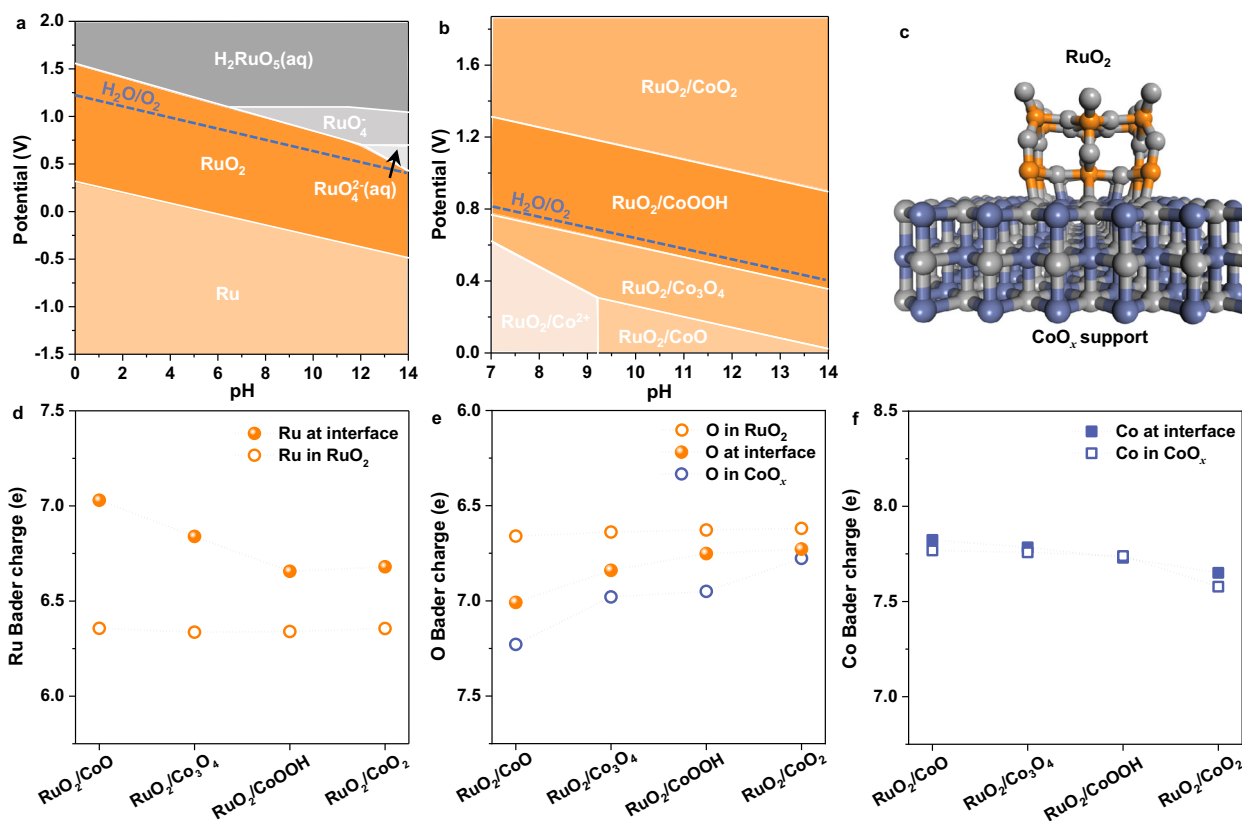 a
Potential (V)
2.0
1.5
1.0
0.5
0.0
-0.5
-1.0
-1.5
H₂RuO₅(aq)
H₂O/O₂
RuO₄⁻
RuO₂
RuO₄²⁻(aq)
Ru
0 2 4 6 8 10 12 14
pH
b
Potential (V)
1.6
1.2
0.8
0.4
0.0
RuO₂/CoO₂
H₂O/O₂
RuO₂/CoOOH
RuO₂/Co₃O₄
RuO₂/Co²⁺
RuO₂/CoO
7 8 9 10 11 12 13 14
pH
c
RuO₂
CoOₓ support
d
Ru Bader charge (e)
7.5
7.0
6.5
6.0
Ru at interface
Ru in RuO₂
RuO₂/CoO
RuO₂/Co₃O₄
RuO₂/CoOOH
RuO₂/CoO₂
e
O Bader charge (e)
6.0
6.5
7.0
7.5
O in RuO₂
O at interface
O in CoOₓ
RuO₂/CoO
RuO₂/Co₃O₄
RuO₂/CoOOH
RuO₂/CoO₂
f
Co Bader charge (e)
8.5
8.0
7.5
7.0
Co at interface
Co in CoOₓ
RuO₂/CoO
RuO₂/Co₃O₄
RuO₂/CoOOH
RuO₂/CoO₂